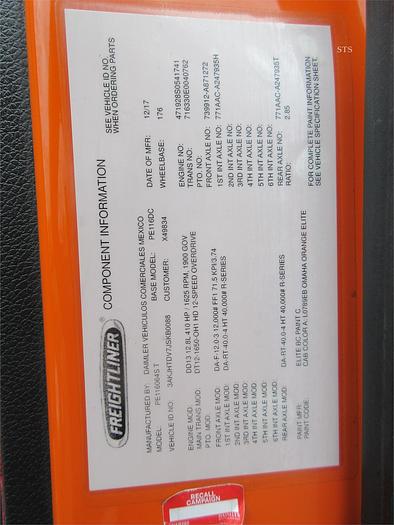 STS
FREIGHTLINER
COMPONENT INFORMATION
SEE VEHICLE ID NO.
WHEN ORDERING PARTS
MANUFACTURED BY: DAIMLER VEHICULOS COMERCIALES MEXICO DATE OF MFR: 12/17
MODEL: PE116064S T BASE MODEL: PE116DC WHEELBASE: 176
VEHICLE ID NO: CUSTOMER: X49834
ENGINE MOD: DD13 12.8L 410 HP / 1625 RPM, 1900 GOV ENGINE NO: 471928S0541741
MAIN TRANS MOD: DT12-1650-OH1 HD 12-SPEED OVERDRIVE TRANS NO: 716330E0040762
PTO. MOD: PTO. NO:
FRONT AXLE MOD: DA-F-12.0-3 12,000# FF1 71.5 KPI/3.74 FRONT AXLE NO: 739912-A871272
1ST INT AXLE MOD: DA-RT-40.0-4 HT 40,000# R-SERIES 1ST INT AXLE NO: 771AAC-A247935H
2ND INT AXLE MOD: 2ND INT AXLE NO:
3RD INT AXLE MOD: 3RD INT AXLE NO:
4TH INT AXLE MOD: 4TH INT AXLE NO:
5TH INT AXLE MOD: 5TH INT AXLE NO:
6TH INT AXLE MOD: 6TH INT AXLE NO:
REAR AXLE MOD: DA-RT-40.0-4 HT 40,000# R-SERIES REAR AXLE NO: 771AAC-A247935T
RATIO: 2.85
PAINT MFR: ELITE BC PAINT C FOR COMPLETE PAINT INFORMATION
PAINT CODE: CAB COLOR A: L0789EB OMAHA ORANGE ELITE SEE VEHICLE SPECIFICATION SHEET.
RECALL
CAMPAIGN